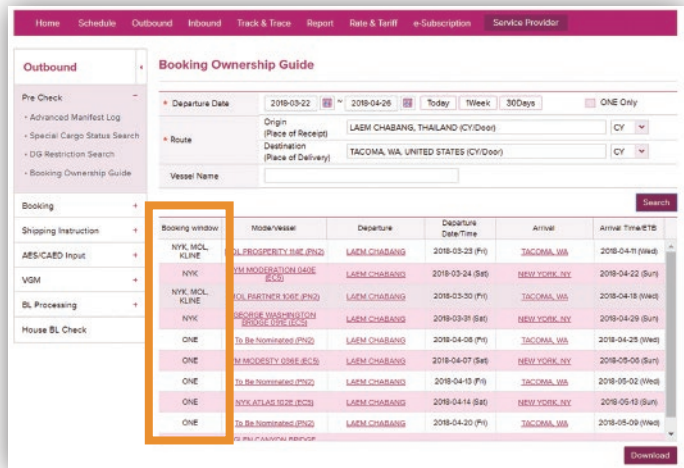 Home Schedule Outbound Inbound Track & Trace Report Rate & Tariff e-Subscription Service Provider
Outbound
Pre Check −
• Advanced Manifest Log
• Special Cargo Status Search
• DG Restriction Search
• Booking Ownership Guide
Booking +
Shipping Instruction +
AES/CAED Input +
VGM +
BL Processing +
House BL Check
Booking Ownership Guide
• Departure Date 2018-03-22 ~ 2018-04-26 Today 1Week 30Days ONE Only
• Route
Origin
(Place of Receipt) LAEM CHABANG, THAILAND (CY/Door) CY
Destination
(Place of Delivery) TACOMA, WA, UNITED STATES (CY/Door) CY
Vessel Name
Search
Booking window Mode/Vessel Departure Departure Date/Time Arrival Arrival Time/ETB
NYK, MOL, KLINE MOL PROSPERITY 114E (PN2) LAEM CHABANG 2018-03-23 (Fri) TACOMA, WA 2018-04-11 (Wed)
NYK YM MODERATION 040E (EC5) LAEM CHABANG 2018-03-24 (Sat) NEW YORK, NY 2018-04-22 (Sun)
NYK, MOL, KLINE MOL PARTNER 106E (PN2) LAEM CHABANG 2018-03-30 (Fri) TACOMA, WA 2018-04-18 (Wed)
NYK GEORGE WASHINGTON BRIDGE (EC5) LAEM CHABANG 2018-03-31 (Sat) NEW YORK, NY 2018-04-29 (Sun)
ONE To Be Nominated (PN2) LAEM CHABANG 2018-04-06 (Fri) TACOMA, WA 2018-04-25 (Wed)
ONE YM MODESTY 036E (EC5) LAEM CHABANG 2018-04-07 (Sat) NEW YORK, NY 2018-05-06 (Sun)
ONE To Be Nominated (PN2) LAEM CHABANG 2018-04-13 (Fri) TACOMA, WA 2018-05-02 (Wed)
ONE NYK ATLAS 102E (EC5) LAEM CHABANG 2018-04-14 (Sat) NEW YORK, NY 2018-05-13 (Sun)
ONE To Be Nominated (PN2) LAEM CHABANG 2018-04-20 (Fri) TACOMA, WA 2018-05-09 (Wed)
GLEN CANYON BRIDGE
Download